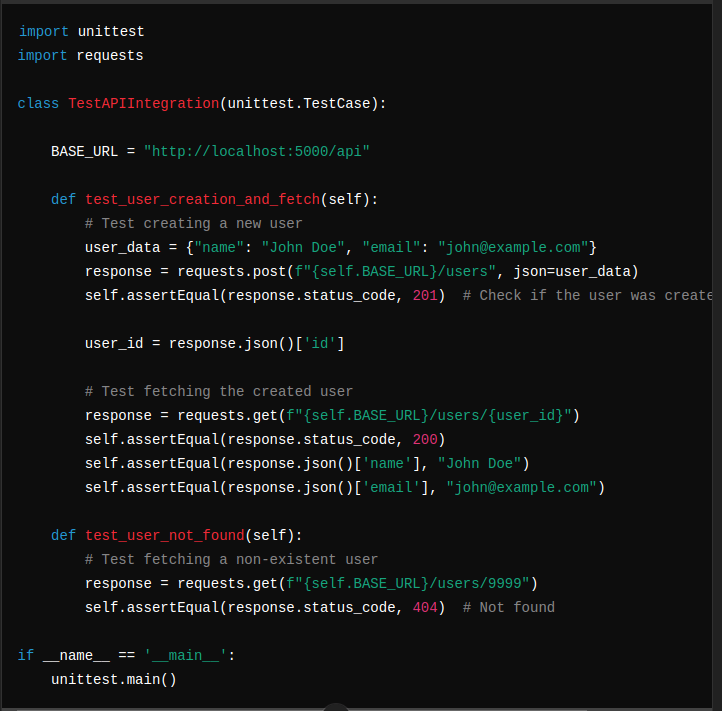 import unittest
import requests
class TestAPIIntegration(unittest.TestCase):
BASE_URL = "http://localhost:5000/api"
def test_user_creation_and_fetch(self):
# Test creating a new user
user_data = {"name": "John Doe", "email": "john@example.com"}
response = requests.post(f"{self.BASE_URL}/users", json=user_data)
self.assertEqual(response.status_code, 201)  # Check if the user was create
user_id = response.json()['id']
# Test fetching the created user
response = requests.get(f"{self.BASE_URL}/users/{user_id}")
self.assertEqual(response.status_code, 200)
self.assertEqual(response.json()['name'], "John Doe")
self.assertEqual(response.json()['email'], "john@example.com")
def test_user_not_found(self):
# Test fetching a non-existent user
response = requests.get(f"{self.BASE_URL}/users/9999")
self.assertEqual(response.status_code, 404)  # Not found
if __name__ == '__main__':
unittest.main()